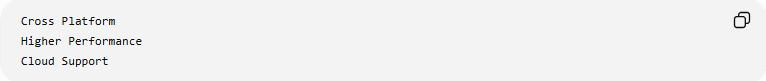 Cross Platform
Higher Performance
Cloud Support